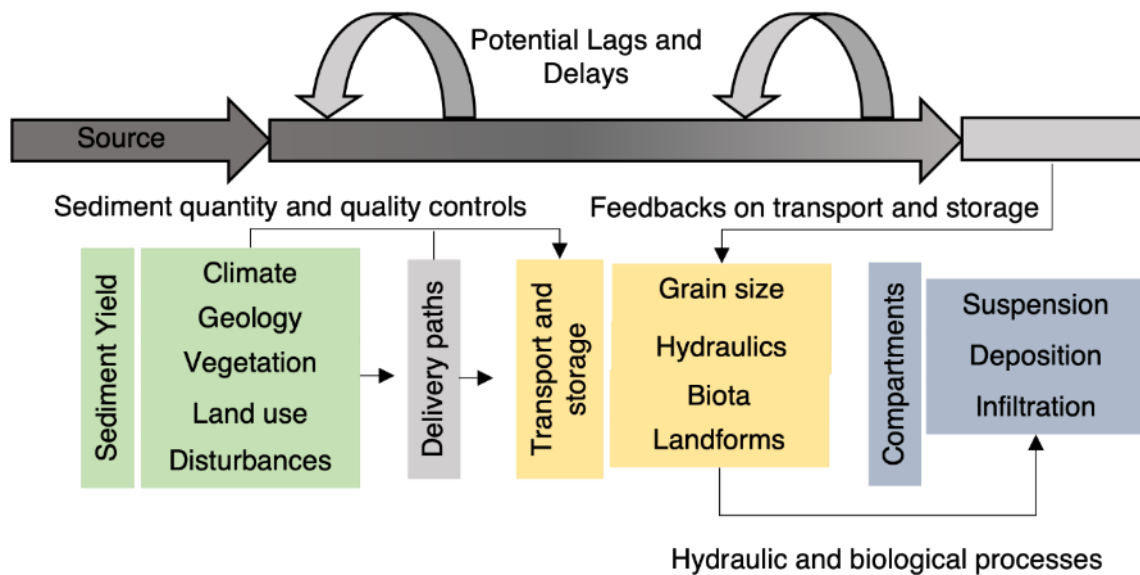 Potential Lags and
Delays
Source
Sediment quantity and quality controls
Feedbacks on transport and storage
Sediment Yield
Climate
Geology
Vegetation
Land use
Disturbances
Delivery paths
Transport and
storage
Grain size
Hydraulics
Biota
Landforms
Compartments
Suspension
Deposition
Infiltration
Hydraulic and biological processes